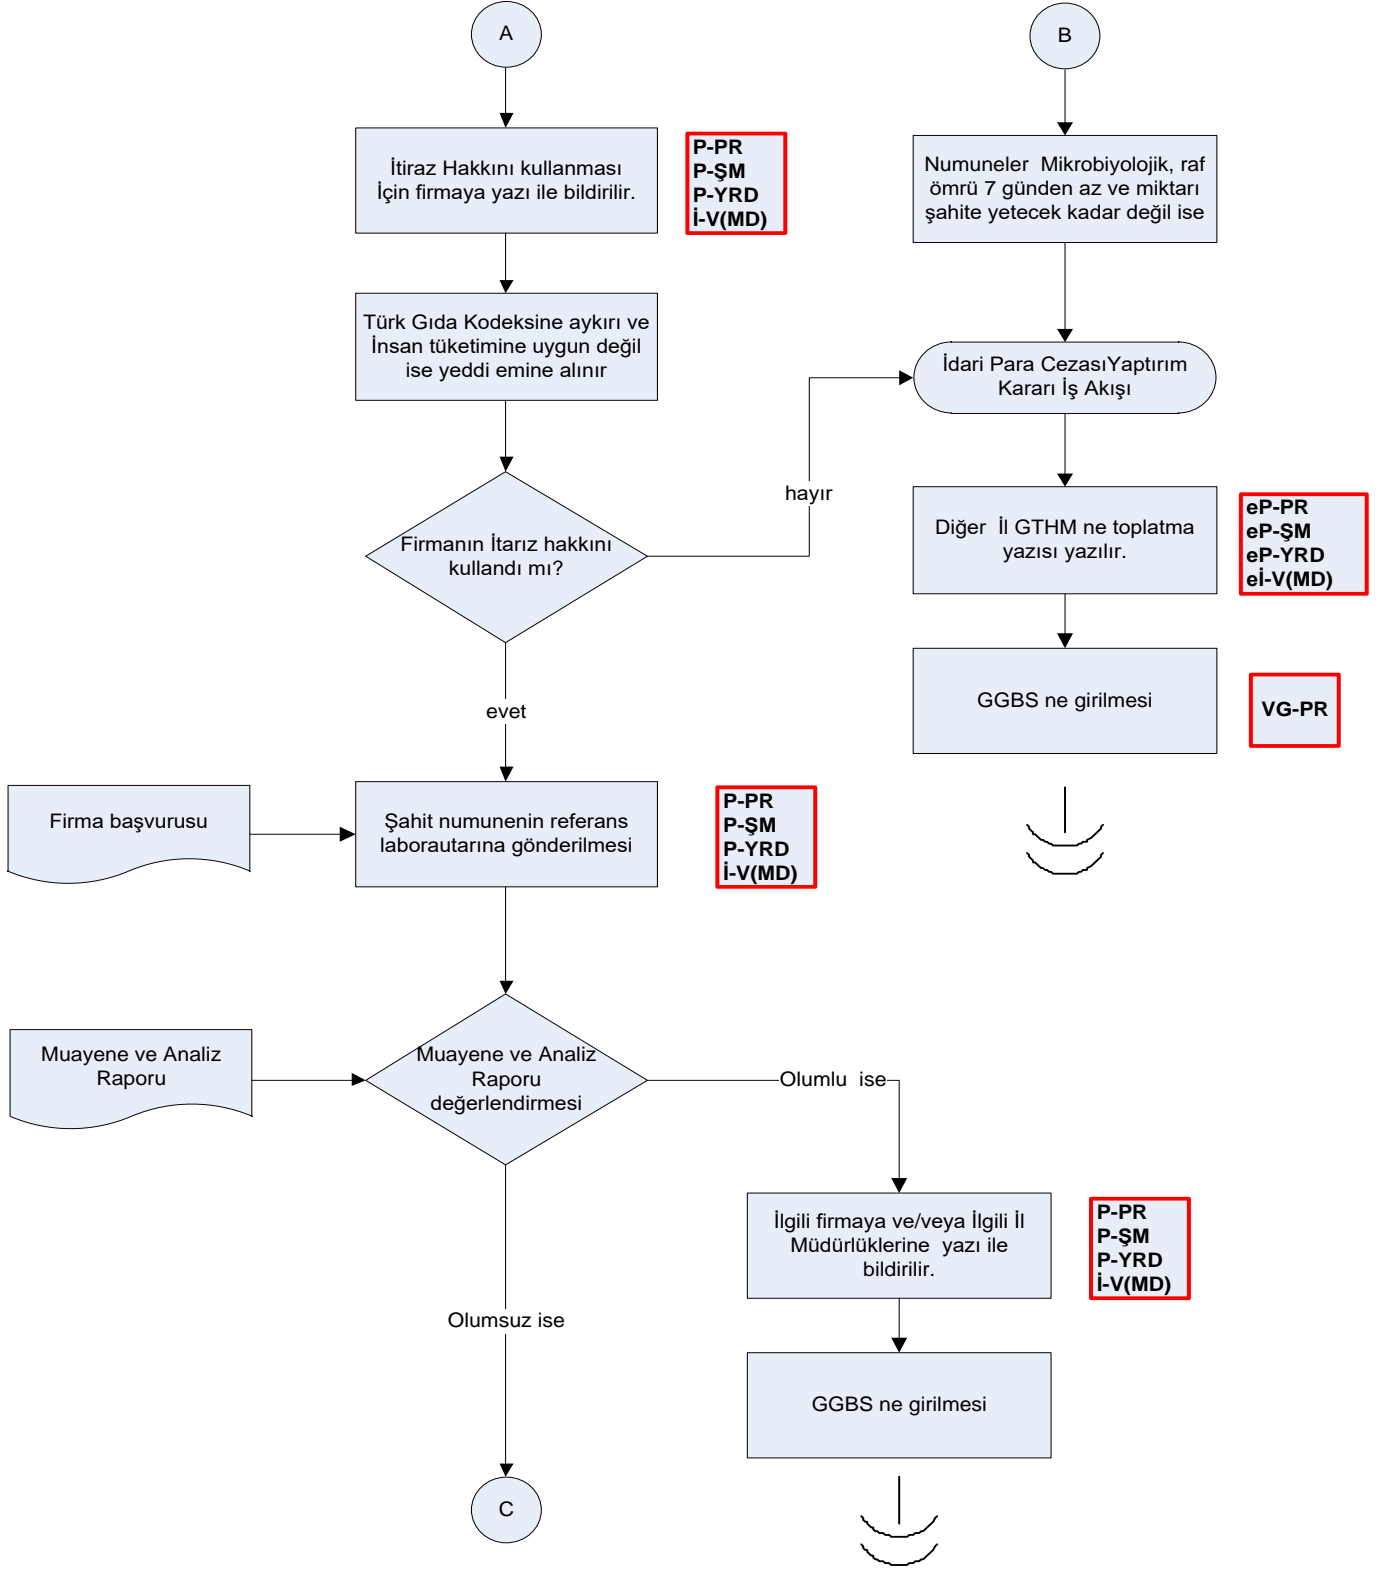 A
B
İtiraz Hakkını kullanması
İçin firmaya yazı ile bildirilir.
P-PR
P-ŞM
P-YRD
İ-V(MD)
Numuneler  Mikrobiyolojik, raf
ömrü 7 günden az ve miktarı
şahite yetecek kadar değil ise
Türk Gıda Kodeksine aykırı ve
İnsan tüketimine uygun değil
ise yeddi emine alınır
İdari Para CezasıYaptırım
Kararı İş Akışı
hayır
Firmanın İtarız hakkını
kullandı mı?
Diğer  İl GTHM ne toplatma
yazısı yazılır.
eP-PR
eP-ŞM
eP-YRD
eİ-V(MD)
evet
GGBS ne girilmesi
VG-PR
Firma başvurusu
Şahit numunenin referans
laborautarına gönderilmesi
P-PR
P-ŞM
P-YRD
İ-V(MD)
Muayene ve Analiz
Raporu
Muayene ve Analiz
Raporu
değerlendirmesi
Olumlu  ise
İlgili firmaya ve/veya İlgili İl
Müdürlüklerine  yazı ile
bildirilir.
P-PR
P-ŞM
P-YRD
İ-V(MD)
Olumsuz ise
GGBS ne girilmesi
C